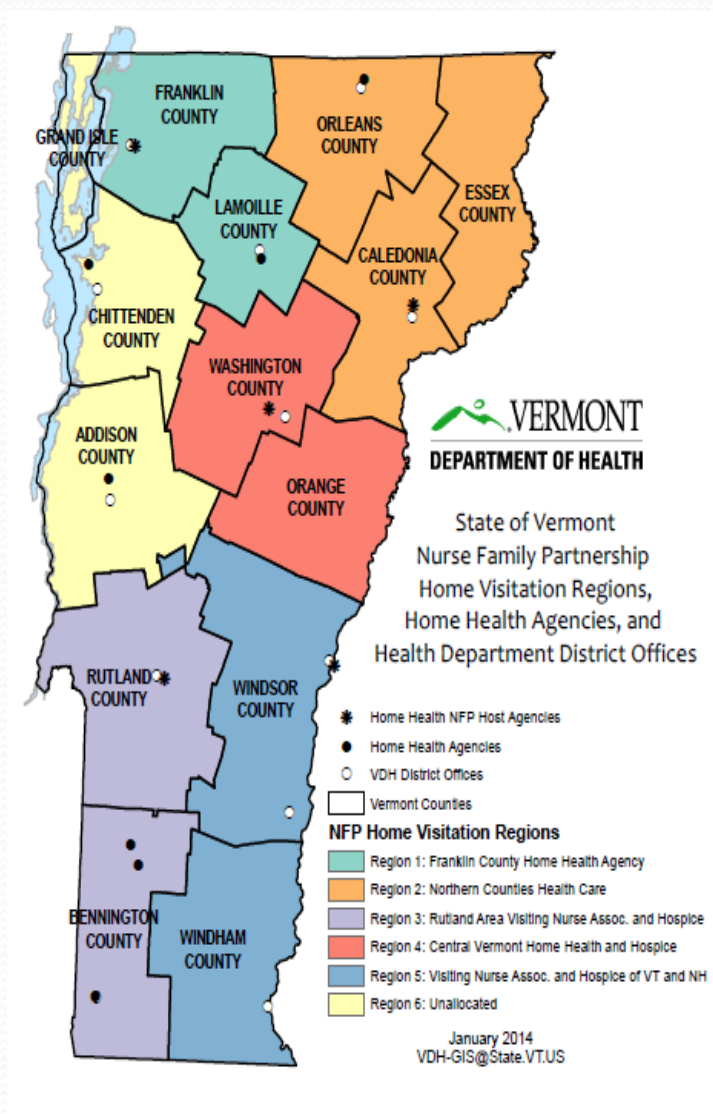 FRANKLIN
COUNTY
ORLEANS
COUNTY
GRAND ISLE
COUNTY
ESSEX
COUNTY
LAMOILLE
COUNTY
CALEDONIA
COUNTY
CHITTENDEN
COUNTY
WASHINGTON
COUNTY
ADDISON
COUNTY
ORANGE
COUNTY
RUTLAND
COUNTY
WINDSOR
COUNTY
BENNINGTON
COUNTY
WINDHAM
COUNTY
VERMONT
DEPARTMENT OF HEALTH
State of Vermont
Nurse Family Partnership
Home Visitation Regions,
Home Health Agencies, and
Health Department District Offices
Home Health NFP Host Agencies
Home Health Agencies
VDH District Offices
Vermont Counties
NFP Home Visitation Regions
Region 1: Franklin County Home Health Agency
Region 2: Northern Counties Health Care
Region 3: Rutland Area Visiting Nurse Assoc. and Hospice
Region 4: Central Vermont Home Health and Hospice
Region 5: Visiting Nurse Assoc. and Hospice of VT and NH
Region 6: Unallocated
January 2014
VDH-GIS@State.VT.US